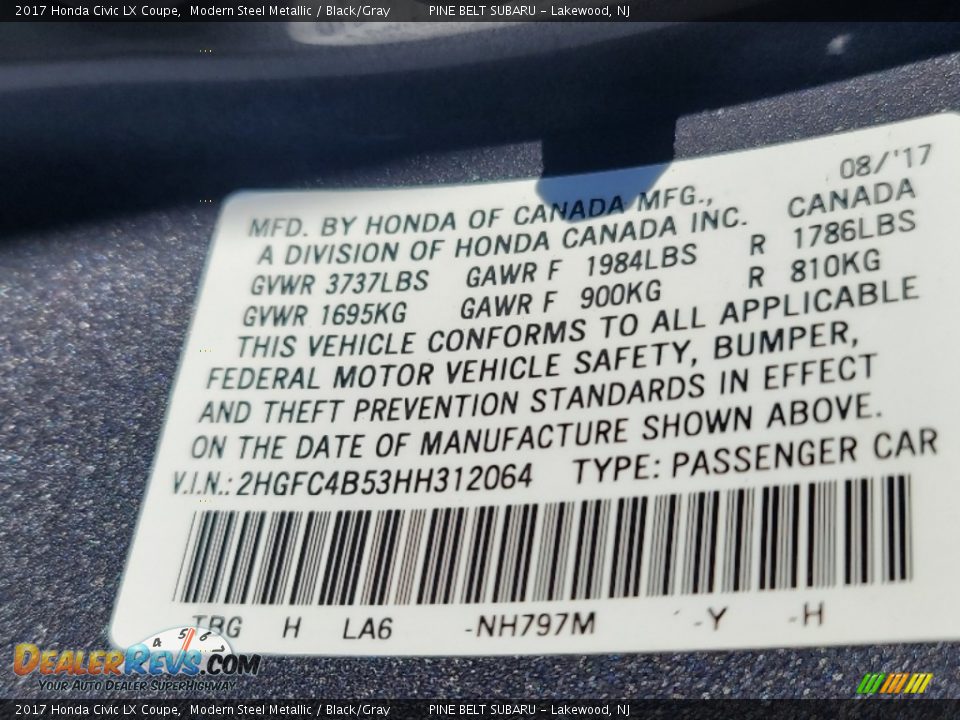 2017 Honda Civic LX Coupe, Modern Steel Metallic / Black/Gray PINE BELT SUBARU - Lakewood, NJ
08/'17
MFD. BY HONDA OF CANADA MFG.,
A DIVISION OF HONDA CANADA INC. CANADA
GVWR 3737LBS GAWR F 1984LBS R 1786LBS
GVWR 1695KG GAWR F 900KG R 810KG
THIS VEHICLE CONFORMS TO ALL APPLICABLE
FEDERAL MOTOR VEHICLE SAFETY, BUMPER,
AND THEFT PREVENTION STANDARDS IN EFFECT
ON THE DATE OF MANUFACTURE SHOWN ABOVE.
V.I.N.: 2HGFC4B53HH312064 TYPE: PASSENGER CAR
TBG H LA6 -NH797M -Y -H
4 5 6
DEALERREVS.COM
YOUR AUTO DEALER SUPERHIGHWAY
2017 Honda Civic LX Coupe, Modern Steel Metallic / Black/Gray PINE BELT SUBARU - Lakewood, NJ